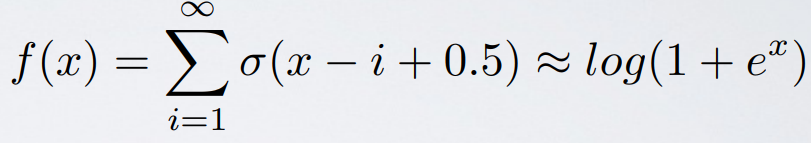 f(x) = ∑_{i=1}^{∞} σ(x − i + 0.5) ≈ log(1 + e^x)